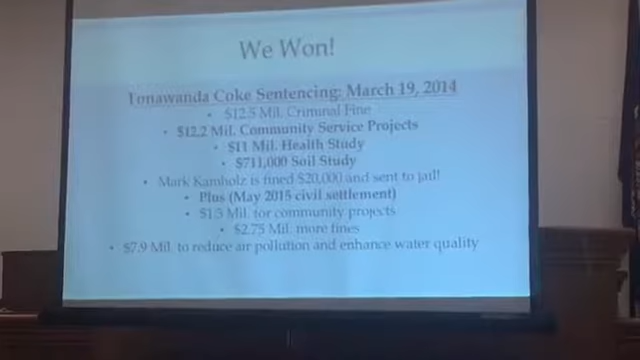 We Won!
Tonawanda Coke Sentencing: March 19, 2014
• $12.5 Mil. Criminal Fine
• $12.2 Mil. Community Service Projects
• $11 Mil. Health Study
• $711,000 Soil Study
• Mark Kamholz is fined $20,000 and sent to jail!
• Plus (May 2015 civil settlement)
• $1.5 Mil. for community projects
• $2.75 Mil. more fines
• $7.9 Mil. to reduce air pollution and enhance water quality